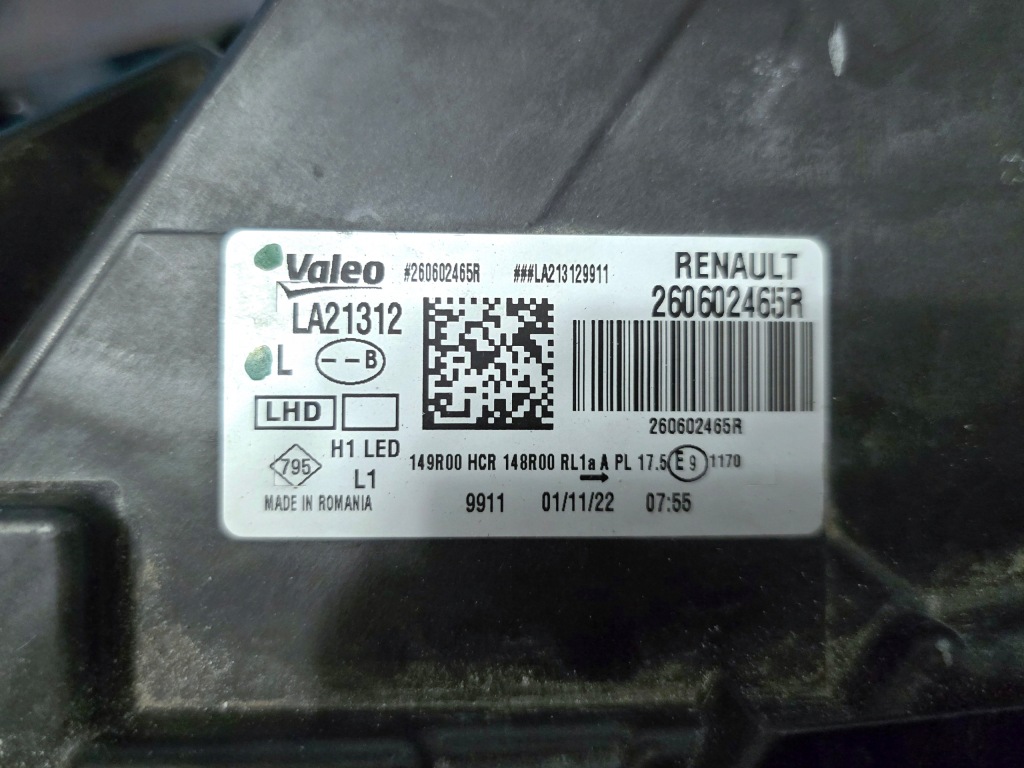 Valeo #260602465R ###LA213129911 RENAULT
LA21312 260602465R
L --B
LHD
260602465R
795 H1 LED 149R00 HCR 148R00 RL1a A PL 17.5 E 9 1170
L1
MADE IN ROMANIA 9911 01/11/22 07:55